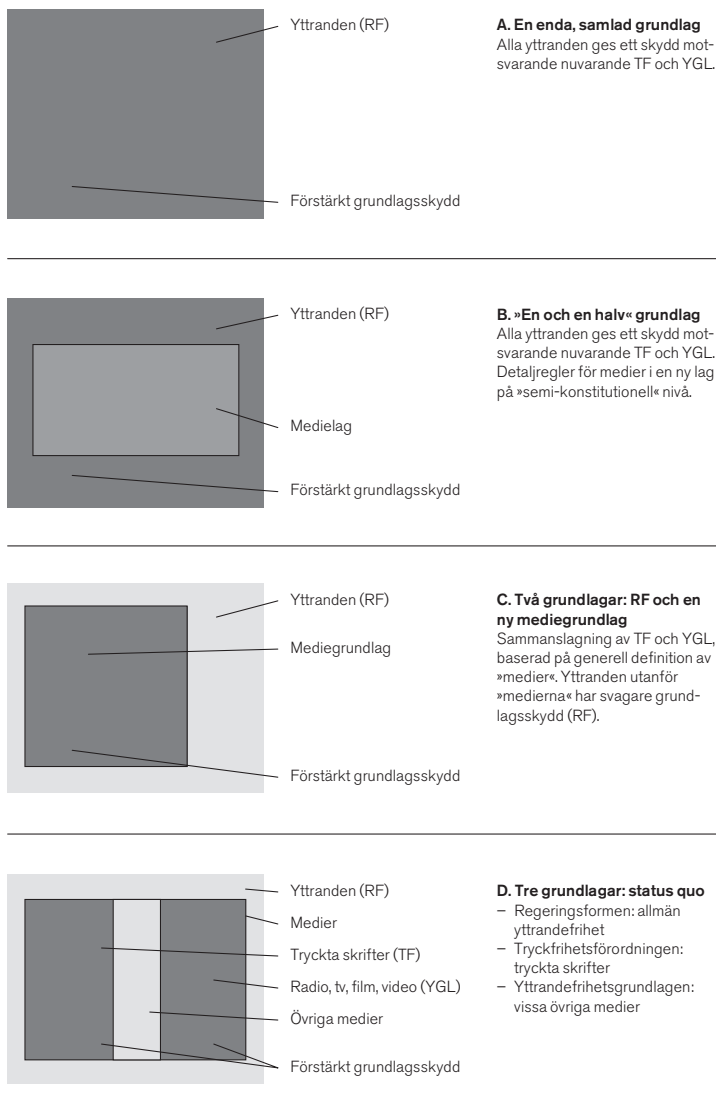 Yttranden (RF)
Förstärkt grundlagsskydd
A. En enda, samlad grundlag
Alla yttranden ges ett skydd mot-
svarande nuvarande TF och YGL.
Yttranden (RF)
Medielag
Förstärkt grundlagsskydd
B. »En och en halv« grundlag
Alla yttranden ges ett skydd mot-
svarande nuvarande TF och YGL.
Detaljregler för medier i en ny lag
på »semi-konstitutionell« nivå.
Yttranden (RF)
Mediegrundlag
Förstärkt grundlagsskydd
C. Två grundlagar: RF och en
ny mediegrundlag
Sammanslagning av TF och YGL,
baserad på generell definition av
»medier«. Yttranden utanför
»medierna« har svagare grund-
lagsskydd (RF).
Yttranden (RF)
Medier
Tryckta skrifter (TF)
Radio, tv, film, video (YGL)
Övriga medier
Förstärkt grundlagsskydd
D. Tre grundlagar: status quo
– Regeringsformen: allmän
yttrandefrihet
– Tryckfrihetsförordningen:
tryckta skrifter
– Yttrandefrihetsgrundlagen:
vissa övriga medier